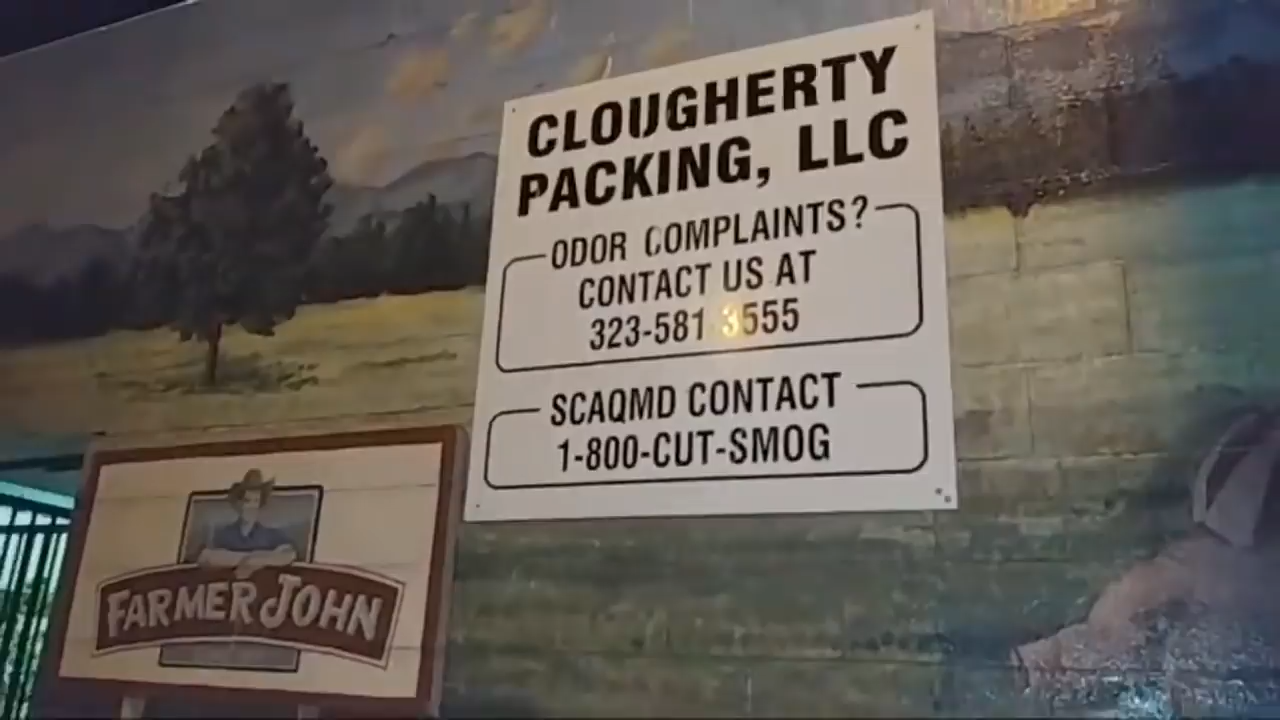 CLOUGHERTY
PACKING, LLC
ODOR COMPLAINTS?
CONTACT US AT
323-581-3555
SCAQMD CONTACT
1-800-CUT-SMOG
FARMER JOHN